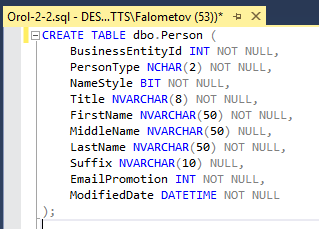 Orol-2-2.sql - DES...TTS\Falometov (53))*
CREATE TABLE dbo.Person (
BusinessEntityId INT NOT NULL,
PersonType NCHAR(2) NOT NULL,
NameStyle BIT NOT NULL,
Title NVARCHAR(8) NOT NULL,
FirstName NVARCHAR(50) NOT NULL,
MiddleName NVARCHAR(50) NULL,
LastName NVARCHAR(50) NOT NULL,
Suffix NVARCHAR(10) NULL,
EmailPromotion INT NOT NULL,
ModifiedDate DATETIME NOT NULL
);